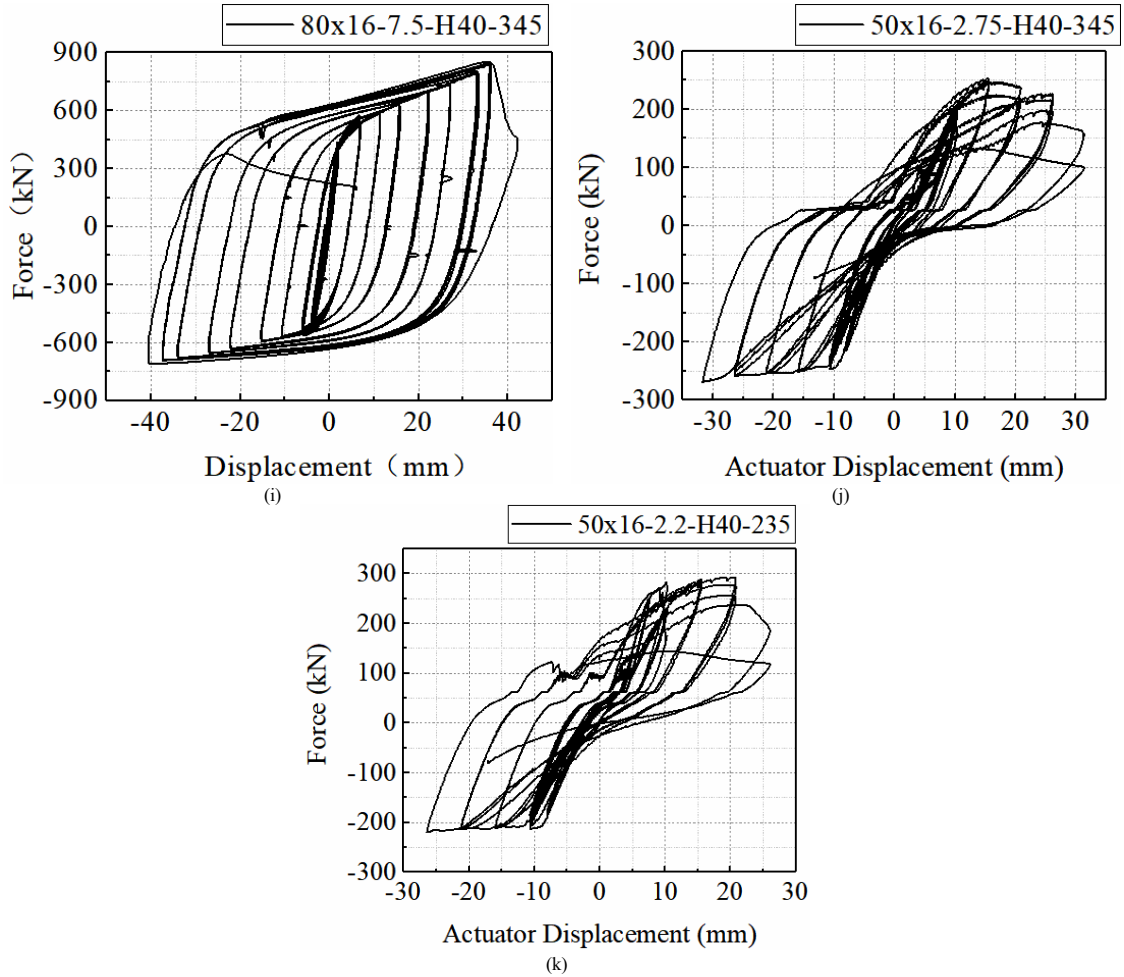 80x16-7.5-H40-345
900
600
300
0
-300
-600
-900
-40 -20 0 20 40
Force（kN）
Displacement（mm）
(i)
50x16-2.75-H40-345
300
200
100
0
-100
-200
-300
-30 -20 -10 0 10 20 30
Force (kN)
Actuator Displacement (mm)
(j)
50x16-2.2-H40-235
300
200
100
0
-100
-200
-300
-30 -20 -10 0 10 20 30
Force (kN)
Actuator Displacement (mm)
(k)